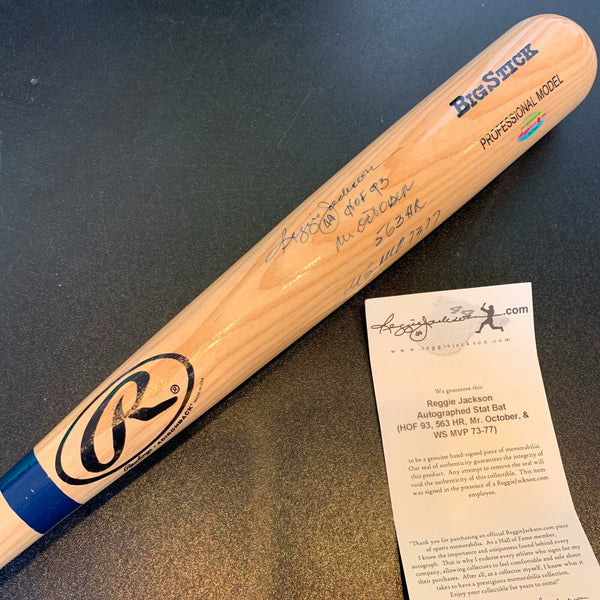 BIG STICK
PROFESSIONAL MODEL
Reggie Jackson
44
HOF 93
Mr. OCTOBER
563 HR
WS MVP 73-77
R
®
Rawlings ADIRONDACK
Reggie Jackson .com
44
www.reggiejackson.com
We guarantee this
Reggie Jackson
Autographed Stat Bat
(HOF 93, 563 HR, Mr. October, &
WS MVP 73-77)
to be a genuine hand-signed piece of memorabilia.
Our seal of authenticity guarantees the integrity of
this product. Any attempt to remove the seal will
void the authenticity of this collectible. This item
was signed in the presence of a ReggieJackson.com
employee.
"Thank you for purchasing an official ReggieJackson.com piece
of sports memorabilia. As a Hall of Fame member,
I know the importance and uniqueness found behind every
autograph. That is why I endorse every athlete who signs for my
company, allowing collectors to feel comfortable and safe about
their purchases. After all, as a collector myself, I know what it
takes to have a prestigious memorabilia collection.
Enjoy your collectible for years to come!"